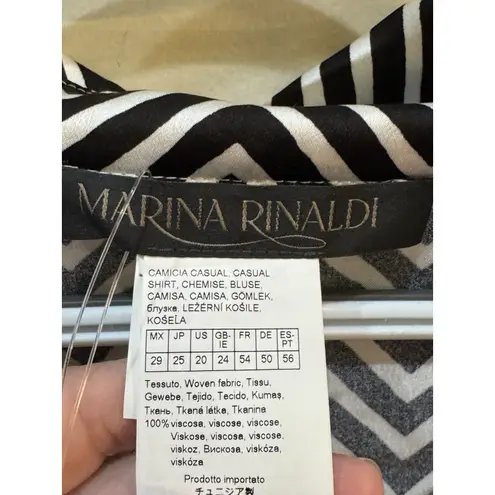 MARINA RINALDI
CAMICIA CASUAL, CASUAL
SHIRT, CHEMISE, BLUSE,
CAMISA, CAMISA, GÖMLEK,
блузка, LEŽÉRNÍ KOŠILE,
KOŠEĽA
MX JP US GB-IE FR DE ES-PT
29 25 20 24 54 50 56
Tessuto, Woven fabric, Tissu,
Gewebe, Tejido, Tecido, Kumaş,
Ткань, Tkaná látka, Tkanine
100% viscosa, viscose, viscose,
Viskose, viscosa, viscose,
viskoz, Вискоза, viskóza,
viskóza
Prodotto importato
チュニジア製